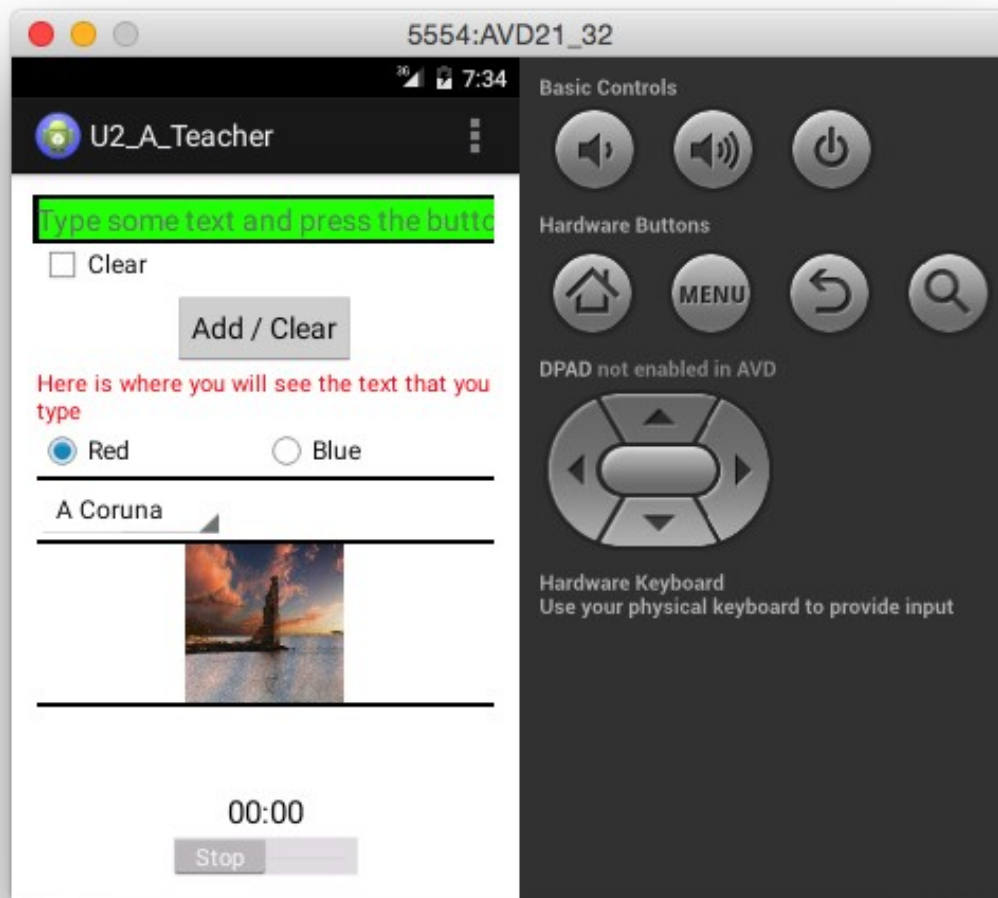 5554:AVD21_32
3G 7:34
U2_A_Teacher
Type some text and press the butto
Clear
Add / Clear
Here is where you will see the text that you
type
Red Blue
A Coruna
00:00
Stop
Basic Controls
Hardware Buttons
MENU
DPAD not enabled in AVD
Hardware Keyboard
Use your physical keyboard to provide input